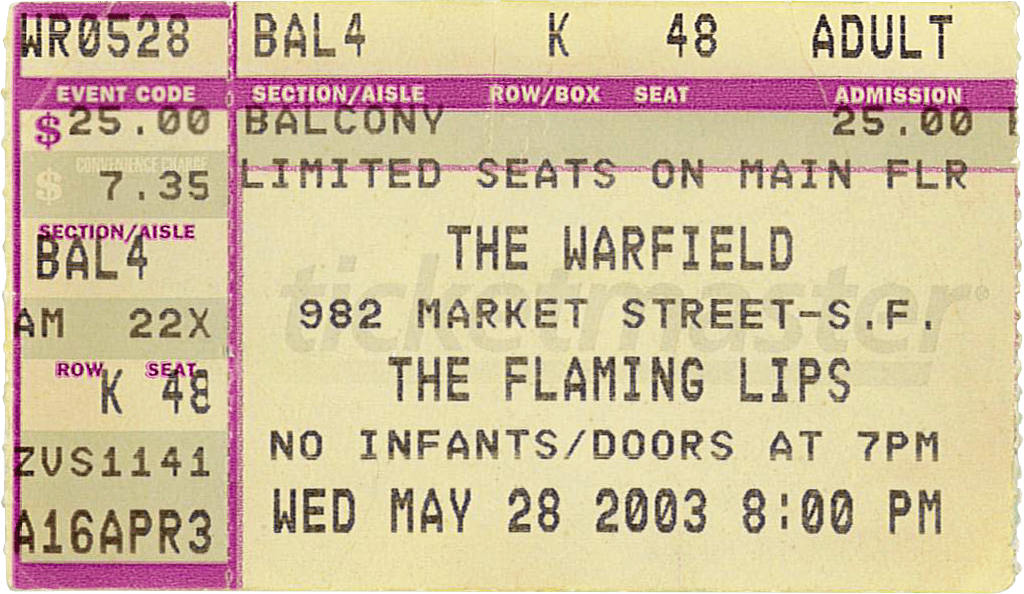 WR0528
EVENT CODE
$ 25.00
CONVENIENCE CHARGE
$ 7.35
SECTION/AISLE
BAL4
AM 22X
ROW SEAT
K 48
ZVS1141
A16APR3
BAL4 K 48 ADULT
SECTION/AISLE ROW/BOX SEAT ADMISSION
BALCONY 25.00
LIMITED SEATS ON MAIN FLR
THE WARFIELD
ticketmaster®
982 MARKET STREET-S.F.
THE FLAMING LIPS
NO INFANTS/DOORS AT 7PM
WED MAY 28 2003 8:00 PM